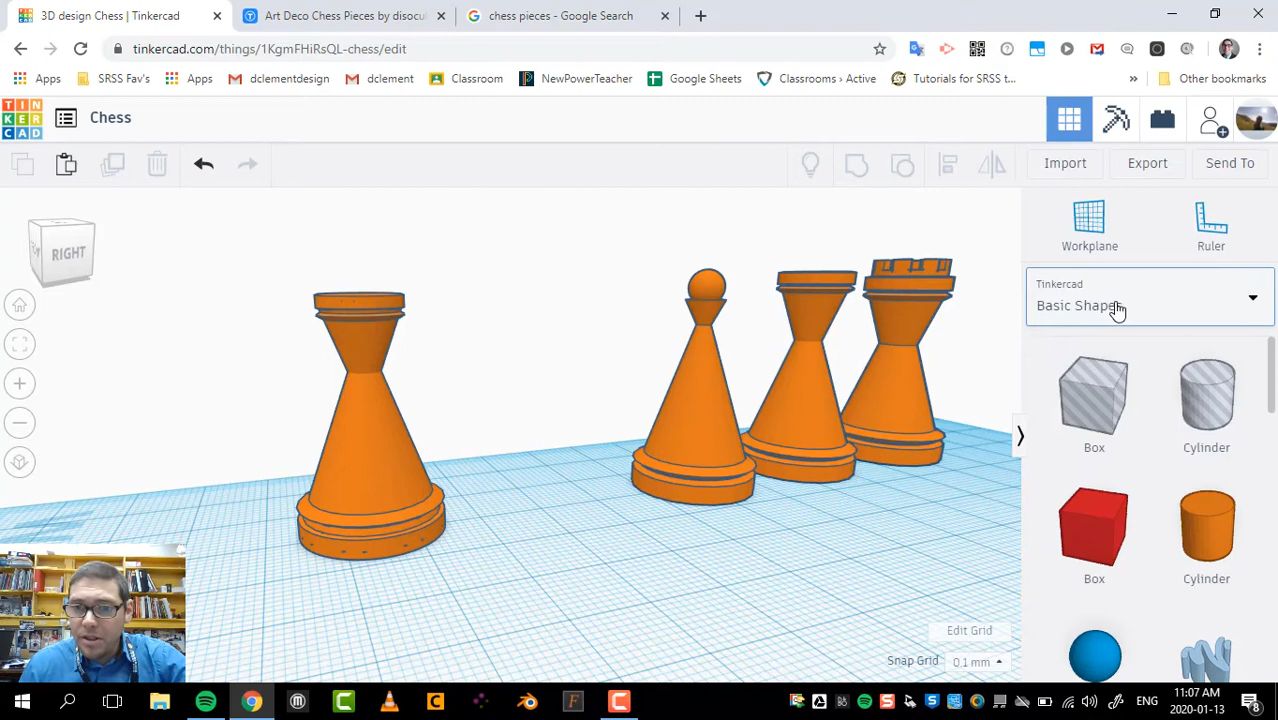 3D design Chess | Tinkercad
Art Deco Chess Pieces by disocul
chess pieces - Google Search
tinkercad.com/things/1KgmFHiRsQL-chess/edit
Apps
SRSS Fav's
Apps
dclementdesign
dclement
Classroom
NewPowerTeacher
Google Sheets
Classrooms › Active
Tutorials for SRSS t...
»
Other bookmarks
TIN
KER
CAD
Chess
Import
Export
Send To
RIGHT
Workplane
Ruler
Tinkercad
Basic Shape
Box
Cylinder
Box
Cylinder
Edit Grid
Snap Grid
0.1 mm
ENG
11:07 AM
2020-01-13
8